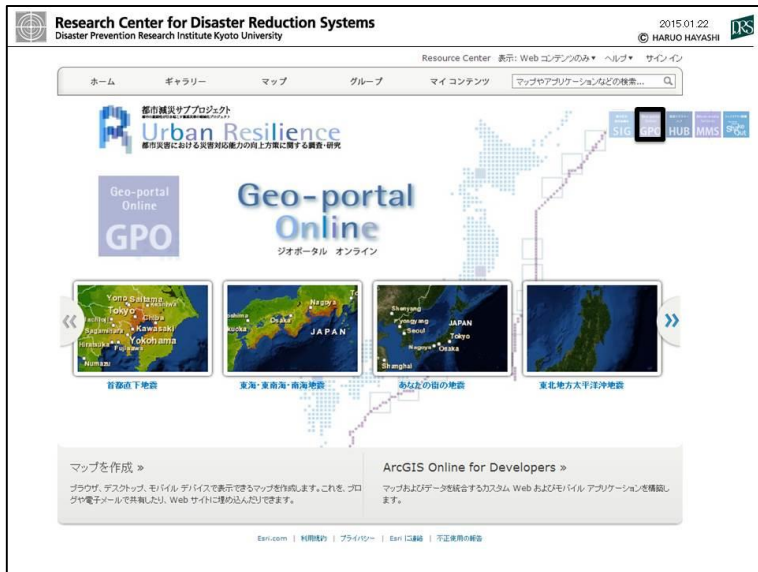 Research Center for Disaster Reduction Systems
Disaster Prevention Research Institute Kyoto University
2015.01.22
© HARUO HAYASHI
DRS
Resource Center 表示: Web コンテンツのみ▾ ヘルプ▾ サイン イン
ホーム ギャラリー マップ グループ マイ コンテンツ マップやアプリケーションなどの検索...
都市減災サブプロジェクト
Urban Resilience
都市災害における災害対応能力の向上方策に関する調査・研究
SIG GPO HUB MMS
Geo-portal
Online
GPO
Geo-portal
Online
ジオポータル オンライン
Yono Saitama
Tokyo
Chiba
Kawasaki
Sagamihara
Yokohama
Hiratsuka
Fujisawa
Numazu
Nagoya
Osaka
JAPAN
Shenyang
Pyongyang
Seoul
JAPAN
Tokyo
Nagoya
Osaka
Shanghai
首都直下地震 東海・東南海・南海地震 あなたの街の地震 東北地方太平洋沖地震
マップを作成 »
ブラウザ、デスクトップ、モバイル デバイスで表示できるマップを作成します。これを、ブロ
グや電子メールで共有したり、Web サイトに埋め込んだりできます。
ArcGIS Online for Developers »
マップおよびデータを統合するカスタム Web およびモバイル アプリケーションを構築し
ます。
Esri.com | 利用規約 | プライバシー | Esri に連絡 | 不正使用の報告